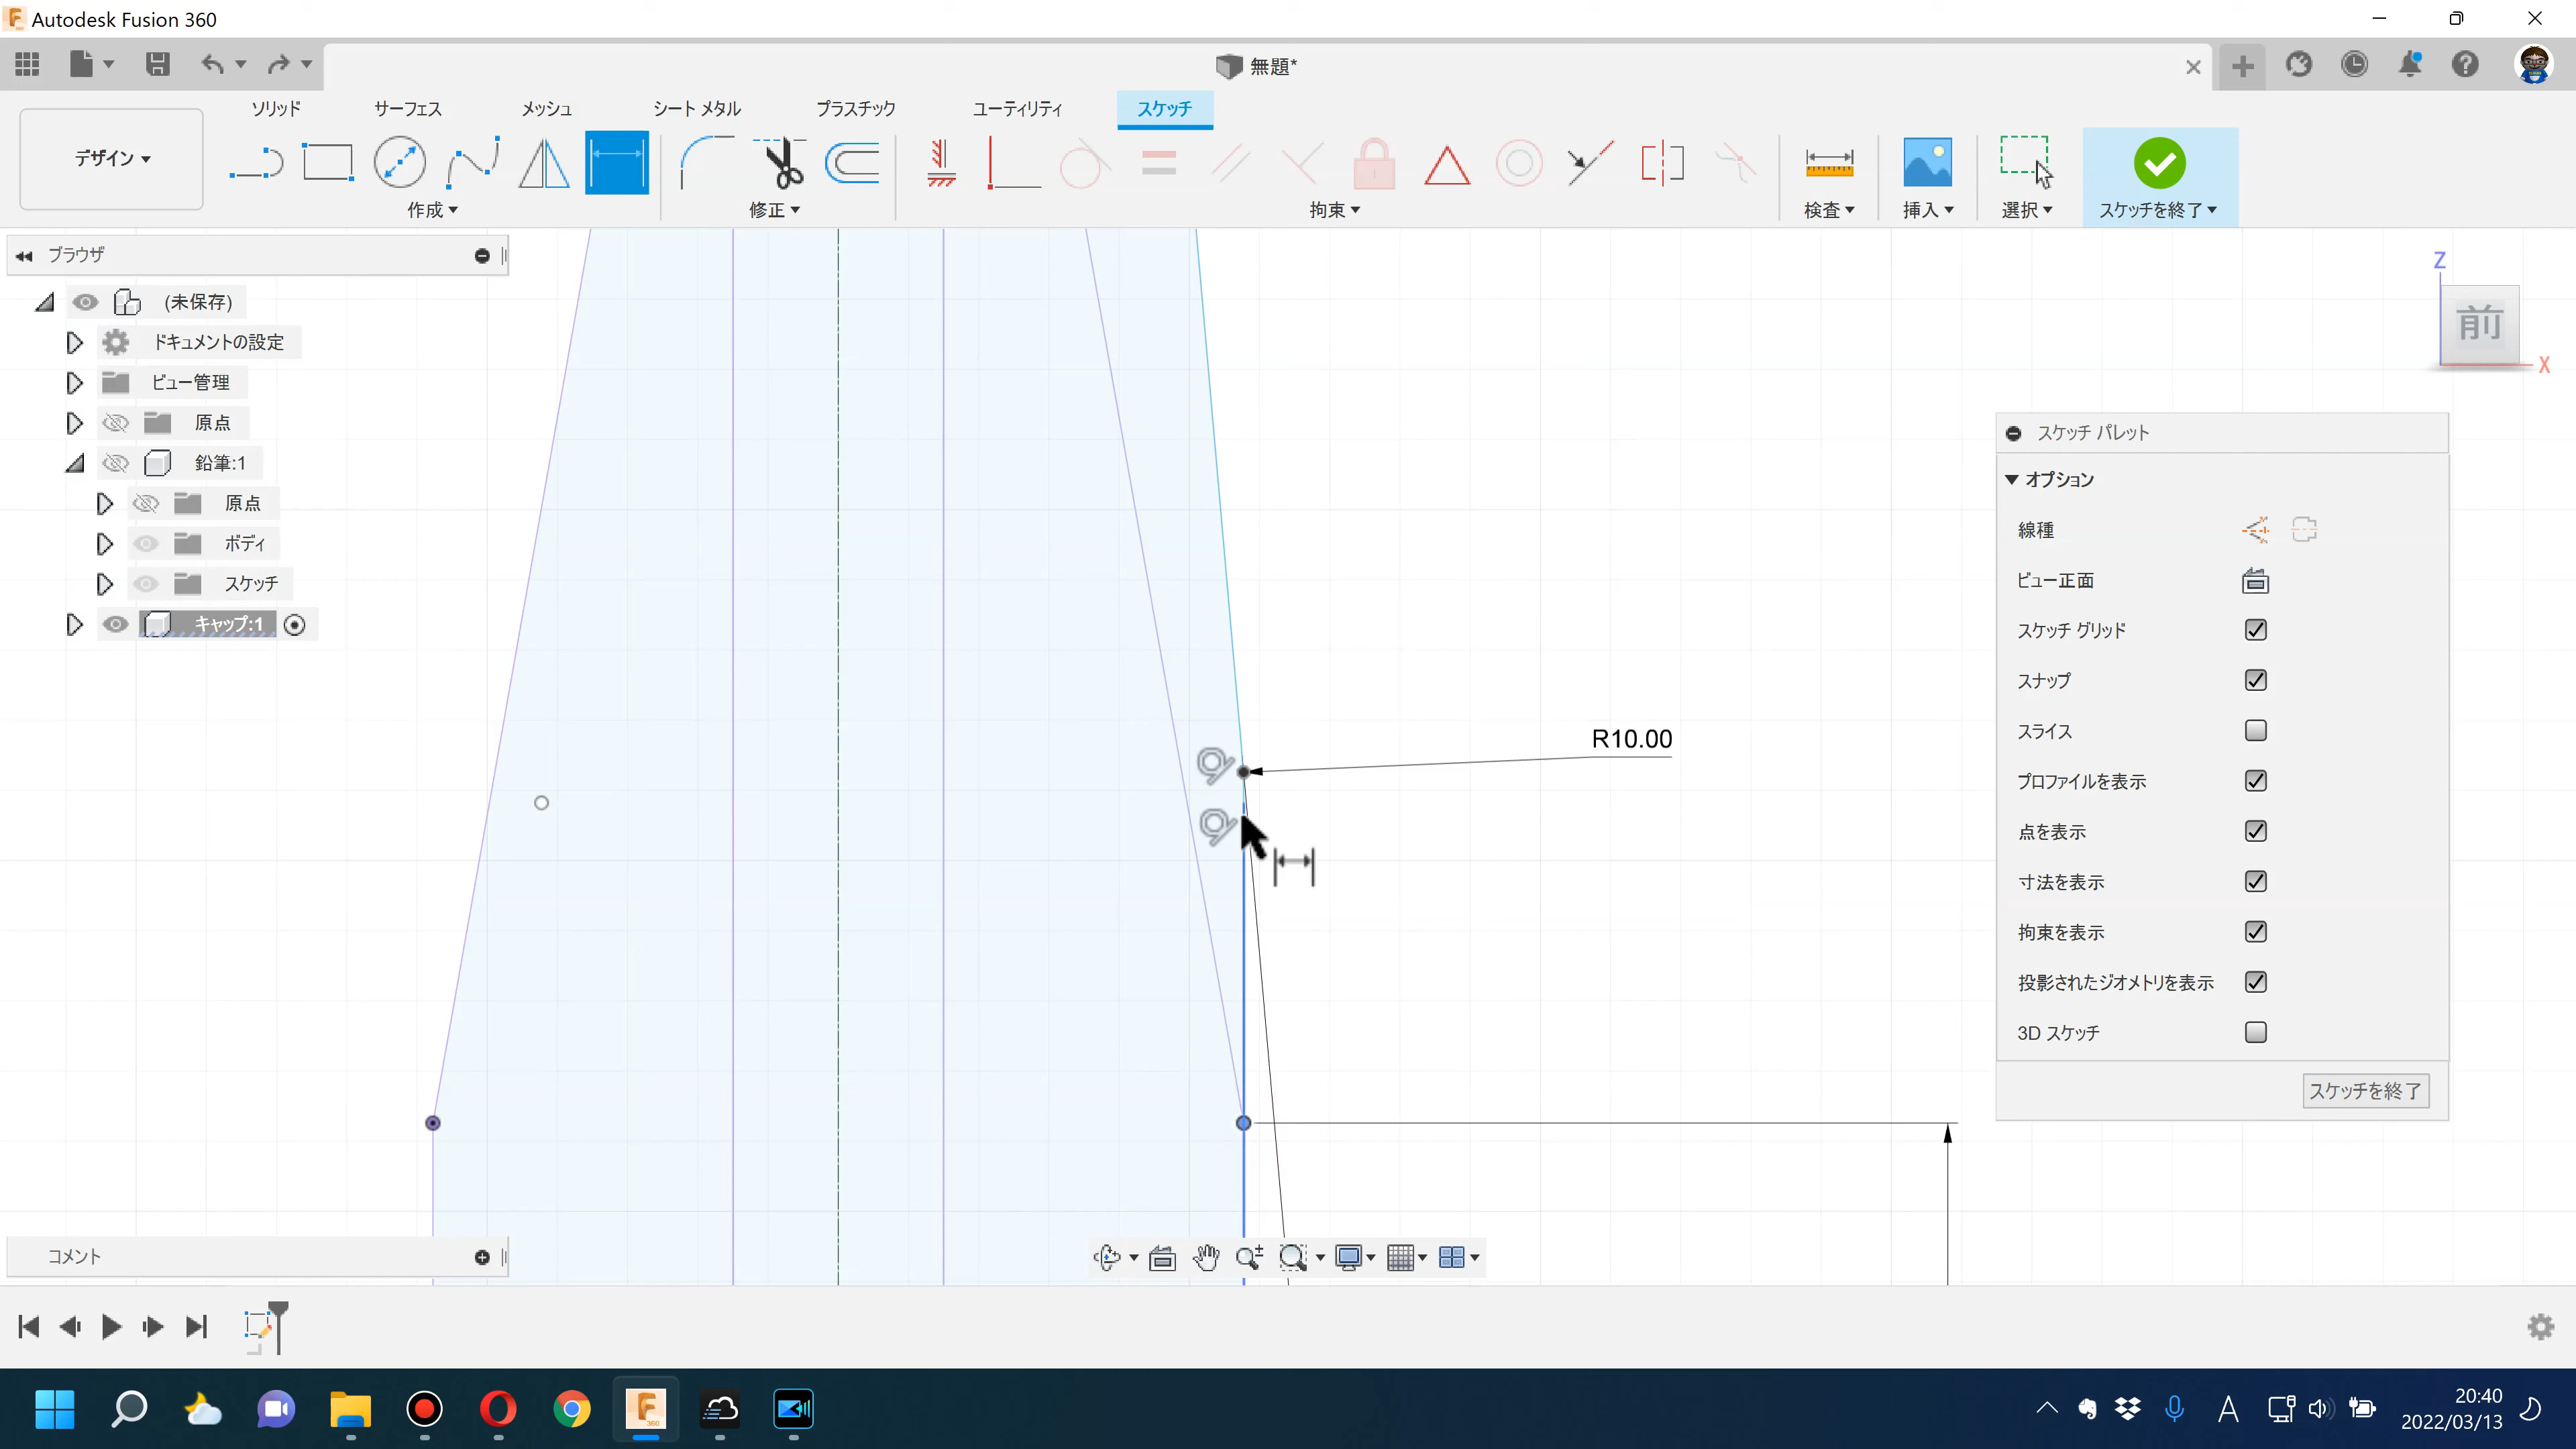 Autodesk Fusion 360
無題*
ソリッド
サーフェス
メッシュ
シート メタル
プラスチック
ユーティリティ
スケッチ
デザイン
作成
修正
拘束
検査
挿入
選択
スケッチを終了
ブラウザ
(未保存)
ドキュメントの設定
ビュー管理
原点
鉛筆:1
原点
ボディ
スケッチ
キャップ:1
Z
前
X
スケッチ パレット
オプション
線種
ビュー正面
スケッチ グリッド
スナップ
スライス
プロファイルを表示
点を表示
寸法を表示
拘束を表示
投影されたジオメトリを表示
3D スケッチ
スケッチを終了
R10.00
コメント
360
A
20:40
2022/03/13